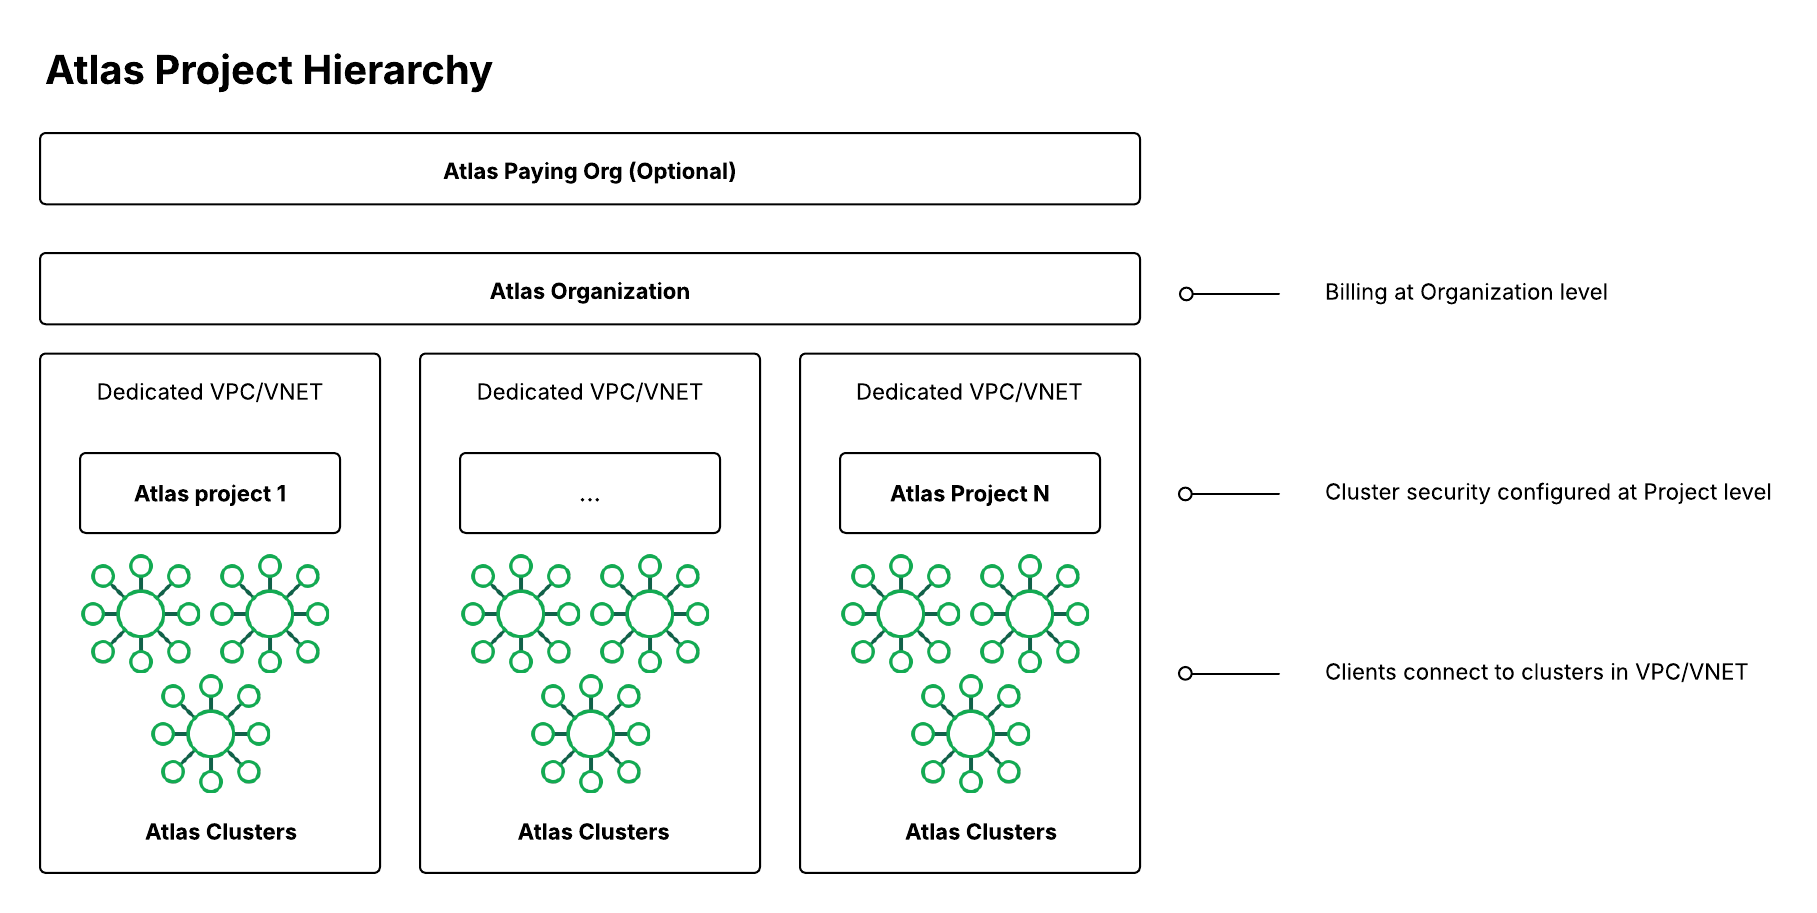 Atlas Project Hierarchy
Atlas Paying Org (Optional)
Atlas Organization
Billing at Organization level
Dedicated VPC/VNET
Dedicated VPC/VNET
Dedicated VPC/VNET
Atlas project 1
...
Atlas Project N
Cluster security configured at Project level
Clients connect to clusters in VPC/VNET
Atlas Clusters
Atlas Clusters
Atlas Clusters